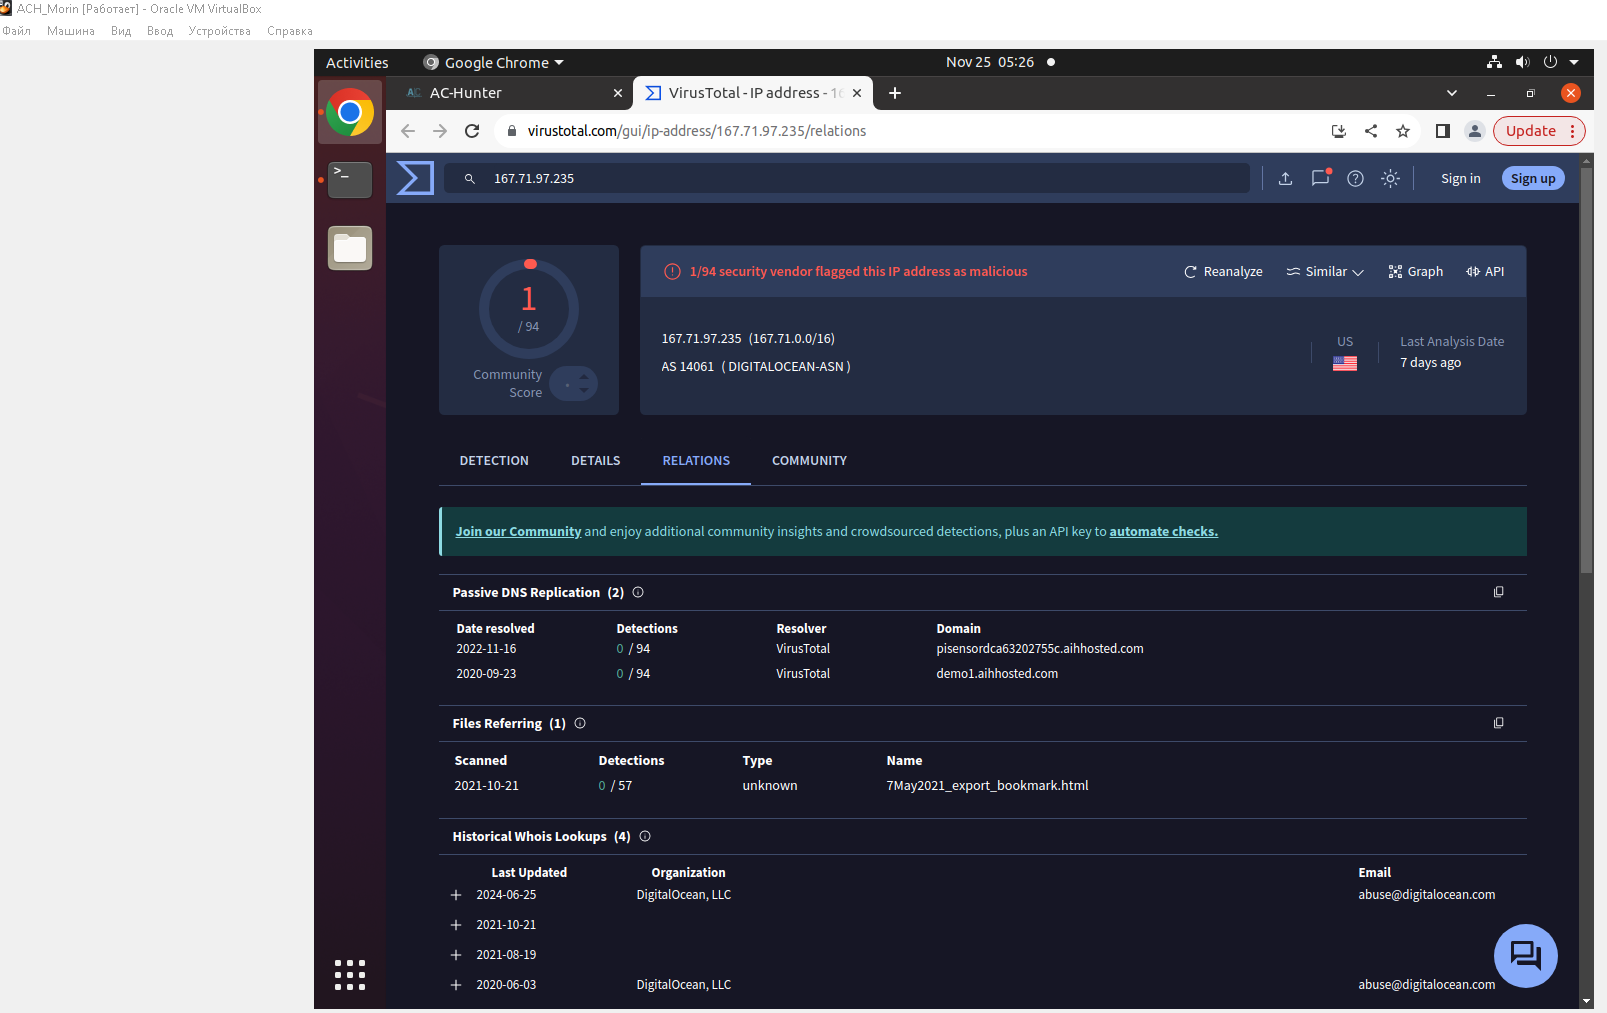 ACH_Morin [Работает] - Oracle VM VirtualBox
Файл Машина Вид Ввод Устройства Справка
Activities Google Chrome Nov 25 05:26
AC-Hunter VirusTotal - IP address - 16
virustotal.com/gui/ip-address/167.71.97.235/relations Update
167.71.97.235 Sign in Sign up
1
/ 94
Community
Score
1/94 security vendor flagged this IP address as malicious Reanalyze Similar Graph API
167.71.97.235 (167.71.0.0/16)
AS 14061 ( DIGITALOCEAN-ASN )
US
Last Analysis Date
7 days ago
DETECTION DETAILS RELATIONS COMMUNITY
Join our Community and enjoy additional community insights and crowdsourced detections, plus an API key to automate checks.
Passive DNS Replication (2)
Date resolved Detections Resolver Domain
2022-11-16 0 / 94 VirusTotal pisensordca63202755c.aihhosted.com
2020-09-23 0 / 94 VirusTotal demo1.aihhosted.com
Files Referring (1)
Scanned Detections Type Name
2021-10-21 0 / 57 unknown 7May2021_export_bookmark.html
Historical Whois Lookups (4)
Last Updated Organization Email
+ 2024-06-25 DigitalOcean, LLC abuse@digitalocean.com
+ 2021-10-21
+ 2021-08-19
+ 2020-06-03 DigitalOcean, LLC abuse@digitalocean.com